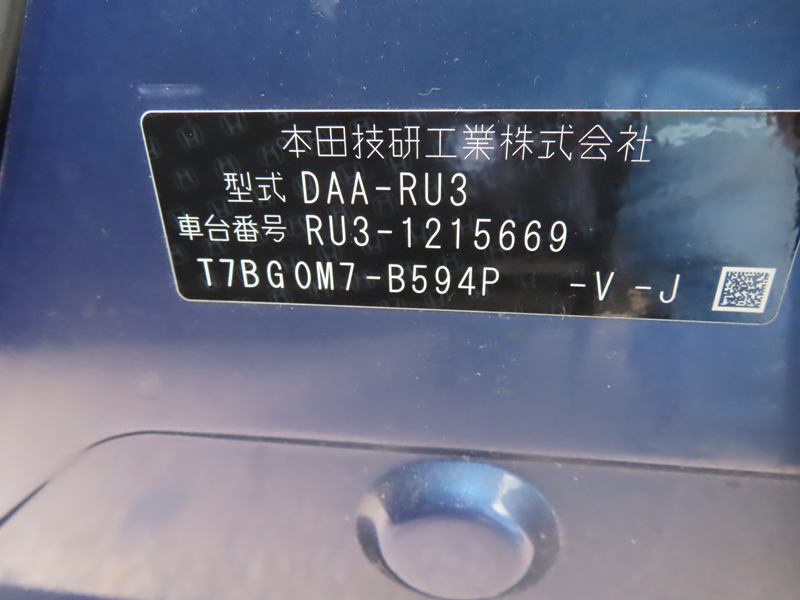 本田技研工業株式会社
型式 DAA-RU3
車台番号 RU3-1215669
T7BG0M7-B594P -V -J